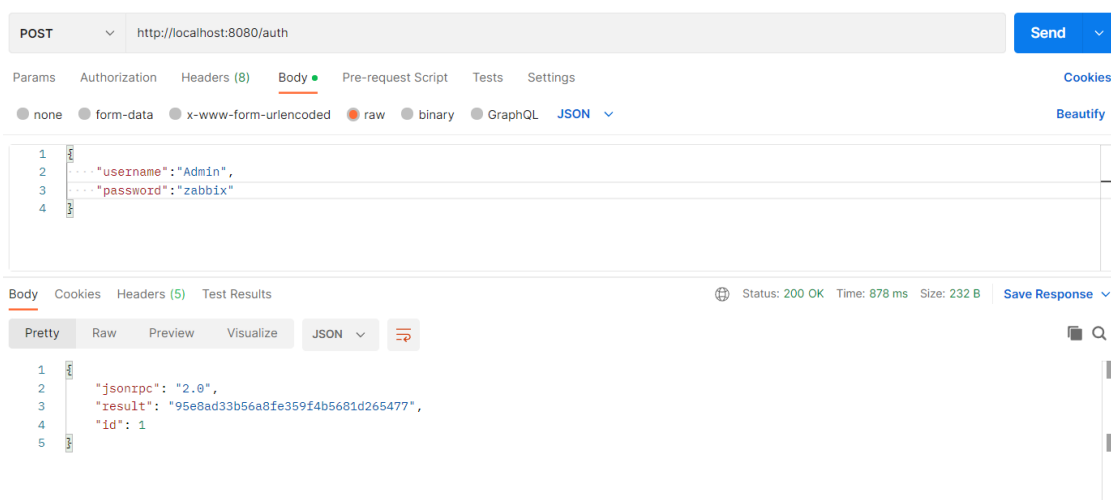 POST http://localhost:8080/auth Send
Params Authorization Headers (8) Body Pre-request Script Tests Settings Cookies
none form-data x-www-form-urlencoded raw binary GraphQL JSON Beautify
1 {
2 "username":"Admin",
3 "password":"zabbix"
4 }
Body Cookies Headers (5) Test Results Status: 200 OK Time: 878 ms Size: 232 B Save Response
Pretty Raw Preview Visualize JSON
1 {
2 "jsonrpc": "2.0",
3 "result": "95e8ad33b56a8fe359f4b5681d265477",
4 "id": 1
5 }